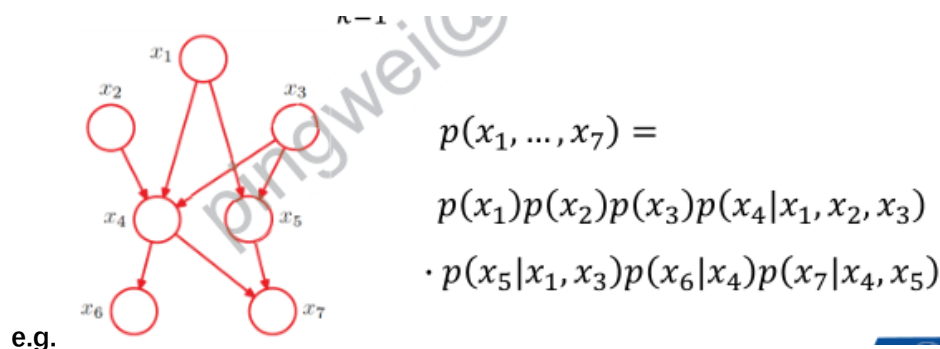 x1
x2
x3
x4
x5
x6
x7
pingwei@
p(x1, ..., x7) =
p(x1)p(x2)p(x3)p(x4|x1, x2, x3)
· p(x5|x1, x3)p(x6|x4)p(x7|x4, x5)
e.g.